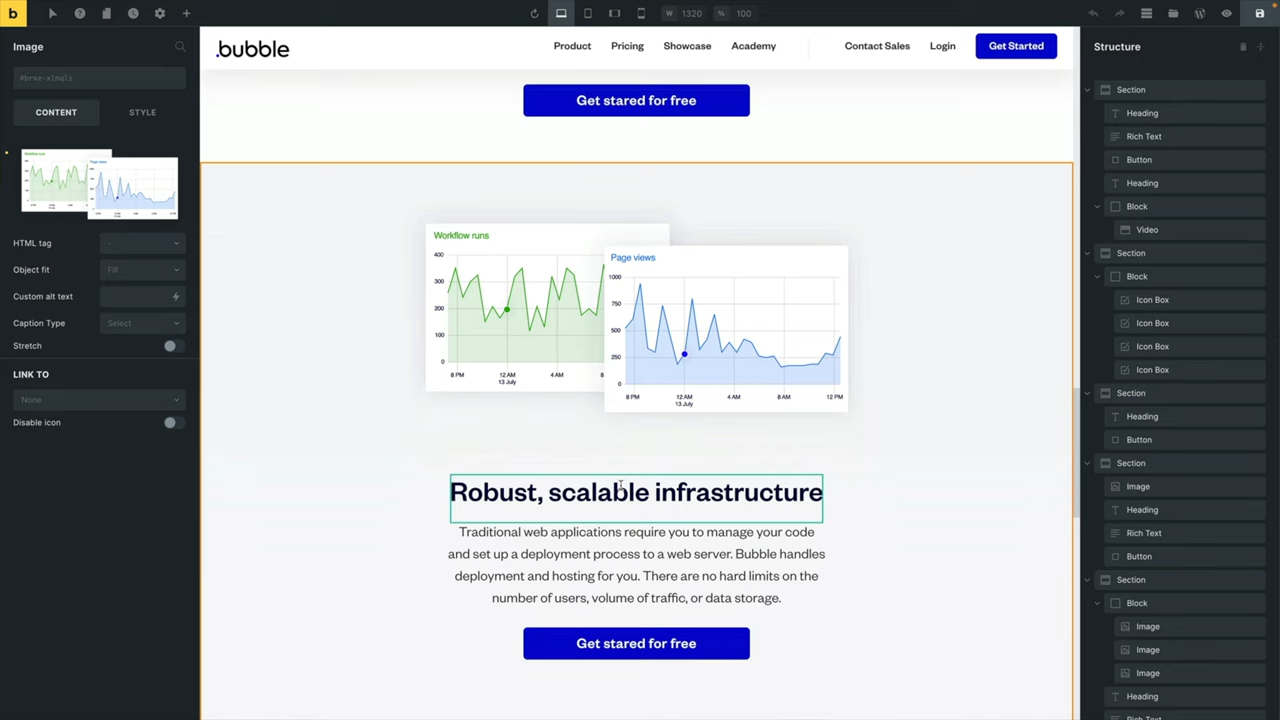 b
W 1320 % 100
Image
#brxe-xlmqls
CONTENT STYLE
HTML tag -
Object fit Fill
Custom alt text
Caption Type Select
Stretch
LINK TO
None
Disable icon
.bubble
Product Pricing Showcase Academy Contact Sales Login Get Started
Get stared for free
Workflow runs
400
300
200
100
0
8 PM 12 AM 4 AM 8
13 July
Page views
1000
750
500
250
0
8 PM 12 AM 4 AM 8 AM 12 PM
13 July
Robust, scalable infrastructure
Traditional web applications require you to manage your code
and set up a deployment process to a web server. Bubble handles
deployment and hosting for you. There are no hard limits on the
number of users, volume of traffic, or data storage.
Get stared for free
Structure
Section
Heading
Rich Text
Button
Heading
Block
Video
Section
Block
Icon Box
Icon Box
Icon Box
Icon Box
Section
Heading
Button
Section
Image
Heading
Rich Text
Button
Section
Block
Image
Image
Image
Heading
Rich Text